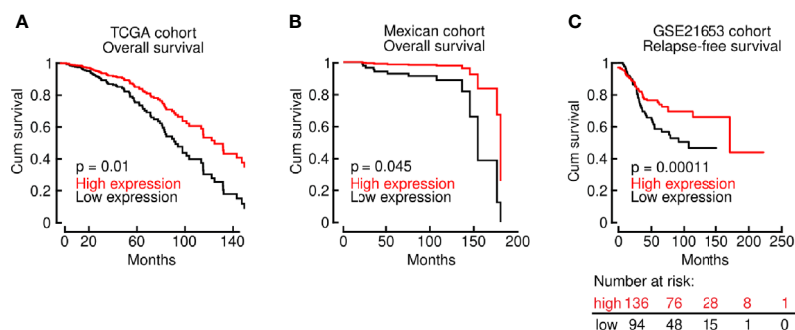 A
TCGA cohort
Overall survival
Cum survival
1
0.8
0.6
0.4
0.2
0
p = 0.01
High expression
Low expression
0 20 60 100 140
Months
B
Mexican cohort
Overall survival
Cum survival
1
0.8
0.6
0.4
0.2
0
p = 0.045
High expression
Low expression
0 50 100 150 200
Months
C
GSE21653 cohort
Relapse-free survival
Cum survival
1
0.8
0.6
0.4
0.2
0
p = 0.00011
High expression
Low expression
0 50 100 150 200 250
Months
Number at risk:
high 136 76 28 8 1
low 94 48 15 1 0